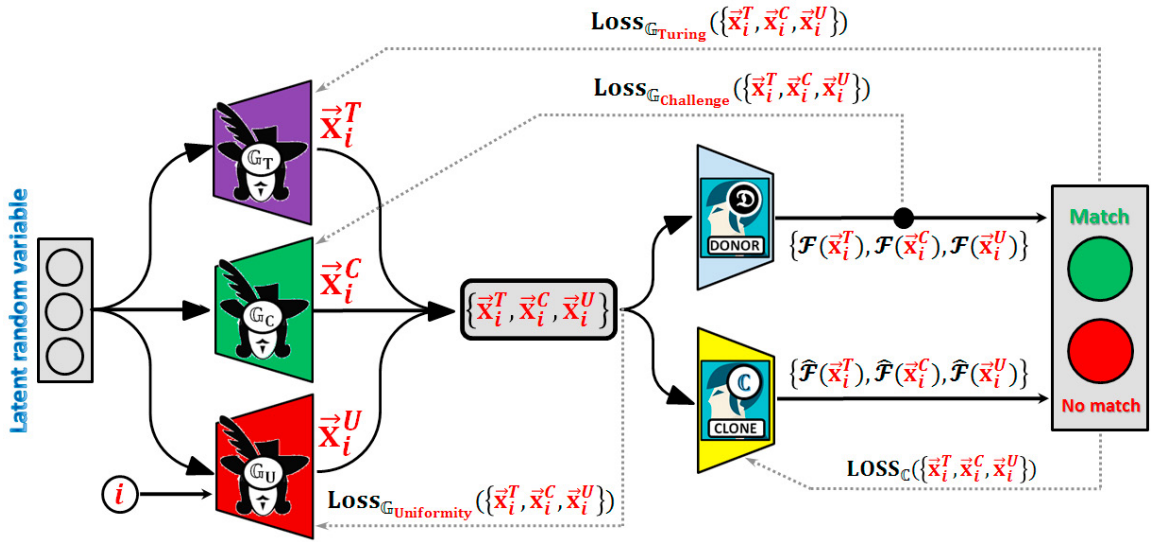 Loss𝔾Turing({x⃗ᵢᵀ, x⃗ᵢᶜ, x⃗ᵢᵁ})
Loss𝔾Challenge({x⃗ᵢᵀ, x⃗ᵢᶜ, x⃗ᵢᵁ})
Latent random variable
𝔾T
x⃗ᵢᵀ
𝔾C
x⃗ᵢᶜ
𝔾U
x⃗ᵢᵁ
i
{x⃗ᵢᵀ, x⃗ᵢᶜ, x⃗ᵢᵁ}
Loss𝔾Uniformity({x⃗ᵢᵀ, x⃗ᵢᶜ, x⃗ᵢᵁ})
𝕯
DONOR
{ℱ(x⃗ᵢᵀ), ℱ(x⃗ᵢᶜ), ℱ(x⃗ᵢᵁ)}
ℂ
CLONE
{ℱ̂(x⃗ᵢᵀ), ℱ̂(x⃗ᵢᶜ), ℱ̂(x⃗ᵢᵁ)}
LOSSℂ({x⃗ᵢᵀ, x⃗ᵢᶜ, x⃗ᵢᵁ})
Match
No match